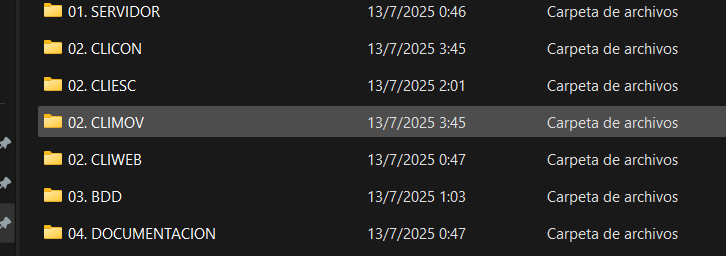 01. SERVIDOR 13/7/2025 0:46 Carpeta de archivos
02. CLICON 13/7/2025 3:45 Carpeta de archivos
02. CLIESC 13/7/2025 2:01 Carpeta de archivos
02. CLIMOV 13/7/2025 3:45 Carpeta de archivos
02. CLIWEB 13/7/2025 0:47 Carpeta de archivos
03. BDD 13/7/2025 1:03 Carpeta de archivos
04. DOCUMENTACION 13/7/2025 0:47 Carpeta de archivos